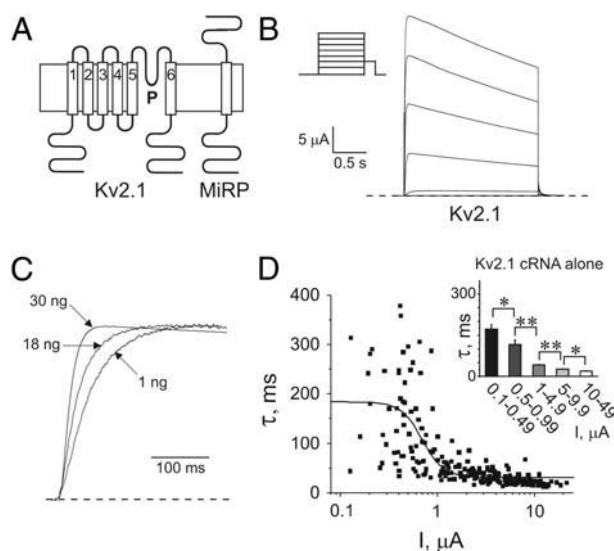 A
1
2
3
4
5
P
6
Kv2.1
MiRP
B
5 μA
0.5 s
Kv2.1
C
30 ng
18 ng
1 ng
100 ms
D
Kv2.1 cRNA alone
300
0
τ, ms
* ** ** *
0.1-0.49
0.5-0.99
1-4.9
5-9.9
10-49
I, μA
400
300
200
100
0
τ, ms
0.1
1
10
I, μA